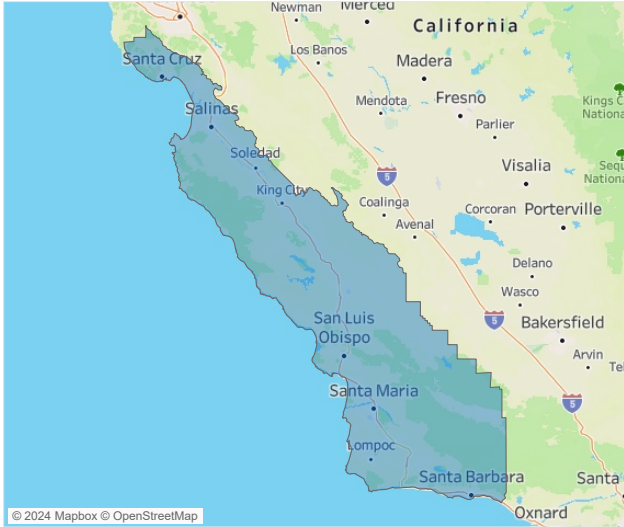 Newman
Merced
California
Los Banos
Santa Cruz
Madera
Mendota
Fresno
Kings C
Nationa
Salinas
Parlier
Soledad
Visalia
Sequ
Nationa
5
King City
Coalinga
Corcoran
Porterville
Avenal
Delano
Wasco
San Luis
Obispo
5
Bakersfield
Arvin
Te
Santa Maria
5
Lompoc
Santa Barbara
Santa
Oxnard
© 2024 Mapbox © OpenStreetMap